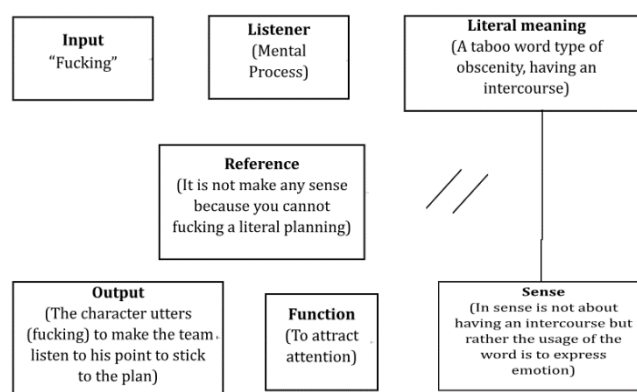 Input
“Fucking”
Listener
(Mental
Process)
Literal meaning
(A taboo word type of
obscenity, having an
intercourse)
Reference
(It is not make any sense
because you cannot
fucking a literal planning)
Output
(The character utters
(fucking) to make the team
listen to his point to stick
to the plan)
Function
(To attract
attention)
Sense
(In sense is not about
having an intercourse but
rather the usage of the
word is to express
emotion)